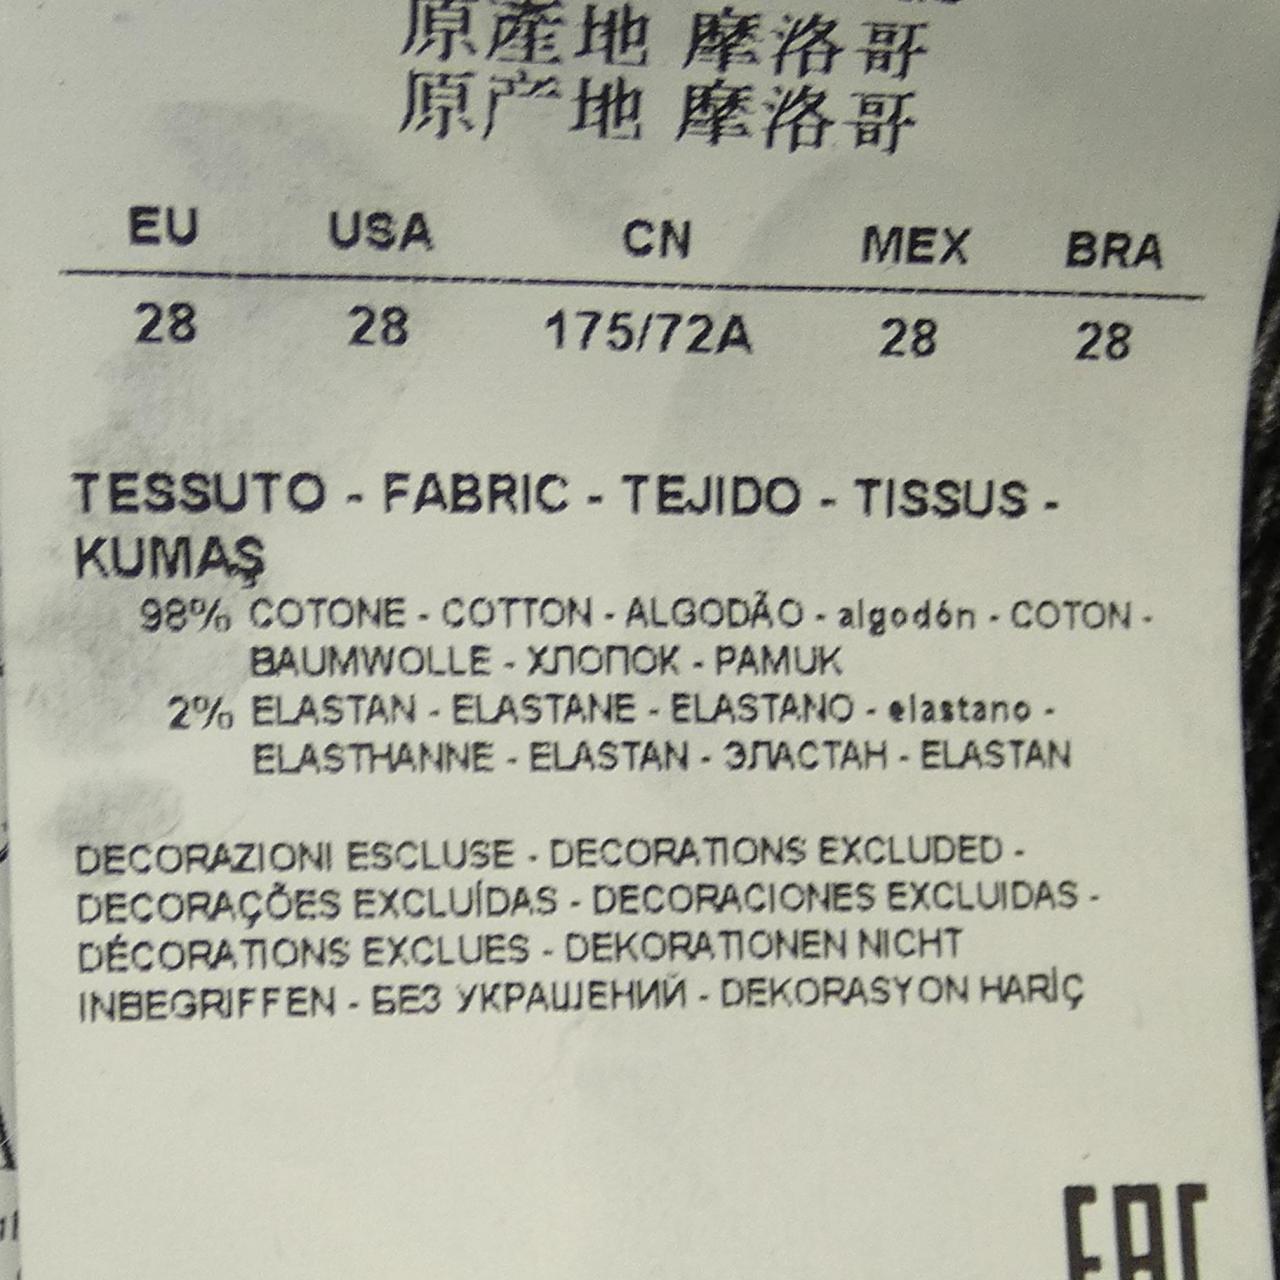 原產地 摩洛哥
原产地 摩洛哥
EU USA CN MEX BRA
28 28 175/72A 28 28
TESSUTO - FABRIC - TEJIDO - TISSUS -
KUMAŞ
98% COTONE - COTTON - ALGODÃO - algodón - COTON -
BAUMWOLLE - ХЛОПОК - PAMUK
2% ELASTAN - ELASTANE - ELASTANO - elastano -
ELASTHANNE - ELASTAN - ЭЛАСТАН - ELASTAN
DECORAZIONI ESCLUSE - DECORATIONS EXCLUDED -
DECORAÇÕES EXCLUÍDAS - DECORACIONES EXCLUIDAS -
DÉCORATIONS EXCLUES - DEKORATIONEN NICHT
INBEGRIFFEN - БЕЗ УКРАШЕНИЙ - DEKORASYON HARİÇ
EAC